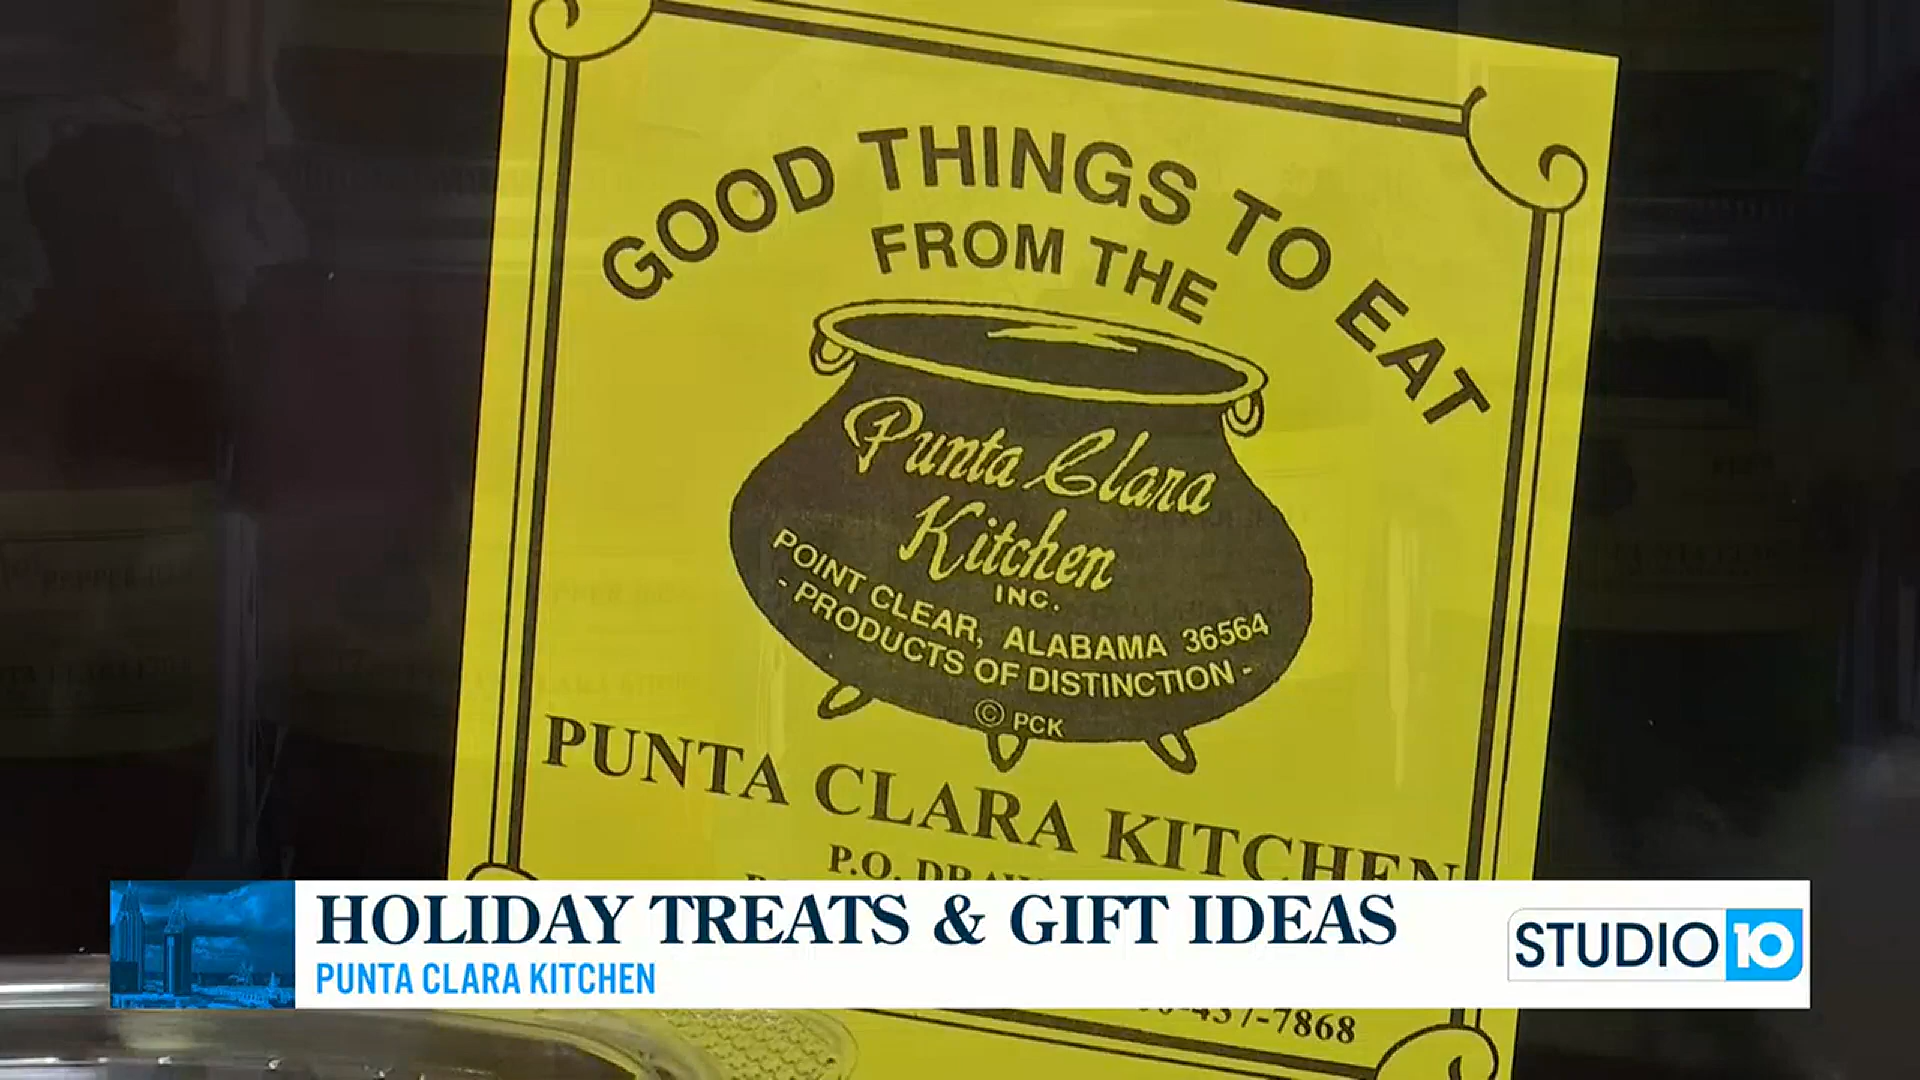 GOOD THINGS TO EAT
FROM THE
Punta Clara
Kitchen
INC.
POINT CLEAR, ALABAMA 36564
- PRODUCTS OF DISTINCTION -
© PCK
PUNTA CLARA KITCHEN
P.O.
-7868
HOLIDAY TREATS & GIFT IDEAS
PUNTA CLARA KITCHEN
STUDIO 10